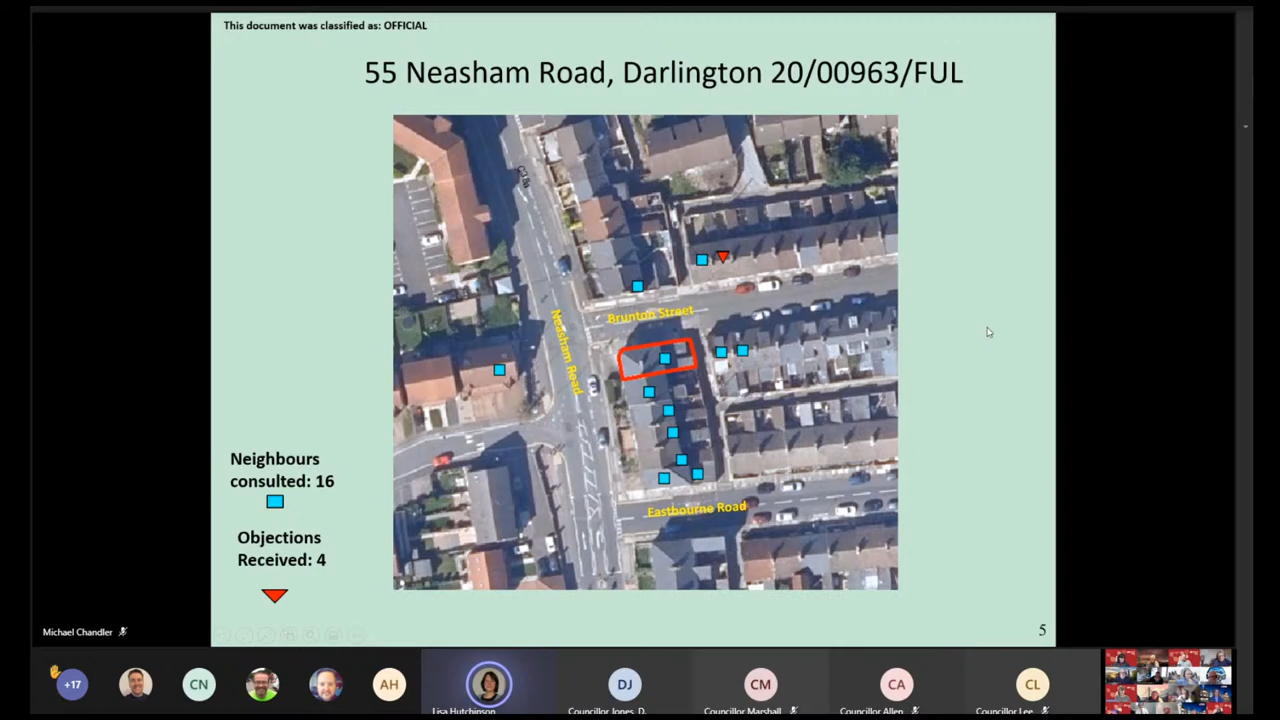 This document was classified as: OFFICIAL
55 Neasham Road, Darlington 20/00963/FUL
Brunton Street
Neasham Road
Eastbourne Road
Neighbours
consulted: 16
Objections
Received: 4
5
Michael Chandler
+17
CN
AH
Lisa Hutchinson
DJ
Councillor Jones, D.
CM
Councillor Marshall,
CA
Councillor Allen,
CL
Councillor Lee,